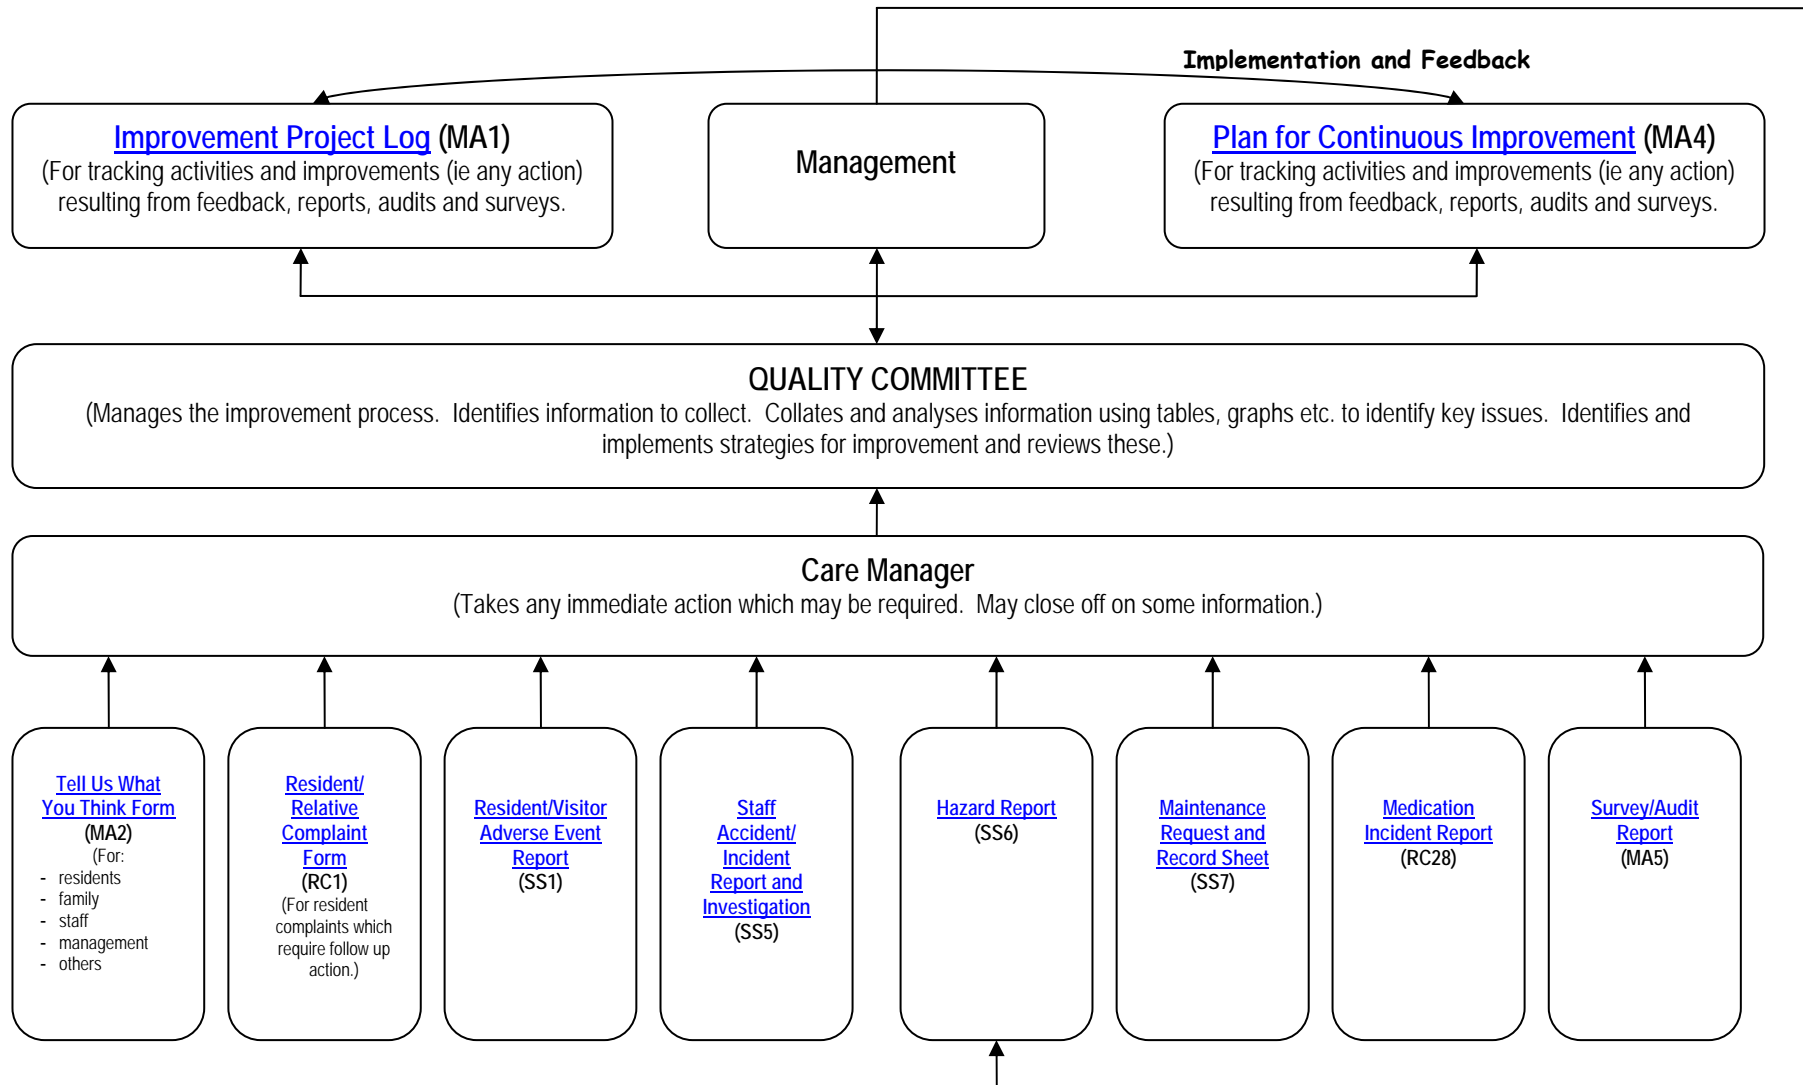 Implementation and Feedback
Improvement Project Log (MA1)
(For tracking activities and improvements (ie any action)
resulting from feedback, reports, audits and surveys.
Management
Plan for Continuous Improvement (MA4)
(For tracking activities and improvements (ie any action)
resulting from feedback, reports, audits and surveys.
QUALITY COMMITTEE
(Manages the improvement process.  Identifies information to collect.  Collates and analyses information using tables, graphs etc. to identify key issues.  Identifies and
implements strategies for improvement and reviews these.)
Care Manager
(Takes any immediate action which may be required.  May close off on some information.)
Tell Us What
You Think Form
(MA2)
(For:
- residents
- family
- staff
- management
- others
Resident/
Relative
Complaint
Form
(RC1)
(For resident
complaints which
require follow up
action.)
Resident/Visitor
Adverse Event
Report
(SS1)
Staff
Accident/
Incident
Report and
Investigation
(SS5)
Hazard Report
(SS6)
Maintenance
Request and
Record Sheet
(SS7)
Medication
Incident Report
(RC28)
Survey/Audit
Report
(MA5)